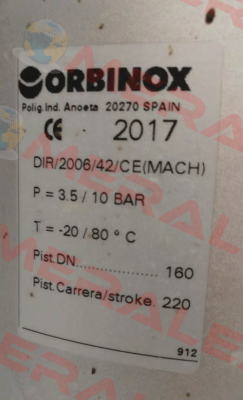 ORBINOX
Polig.Ind. Anoeta 20270 SPAIN
CE 2017
DIR/2006/42/CE(MACH)
P = 3.5 / 10 BAR
T = -20/80 º C
Pist.DN................ 160
Pist.Carrera/stroke. 220
912